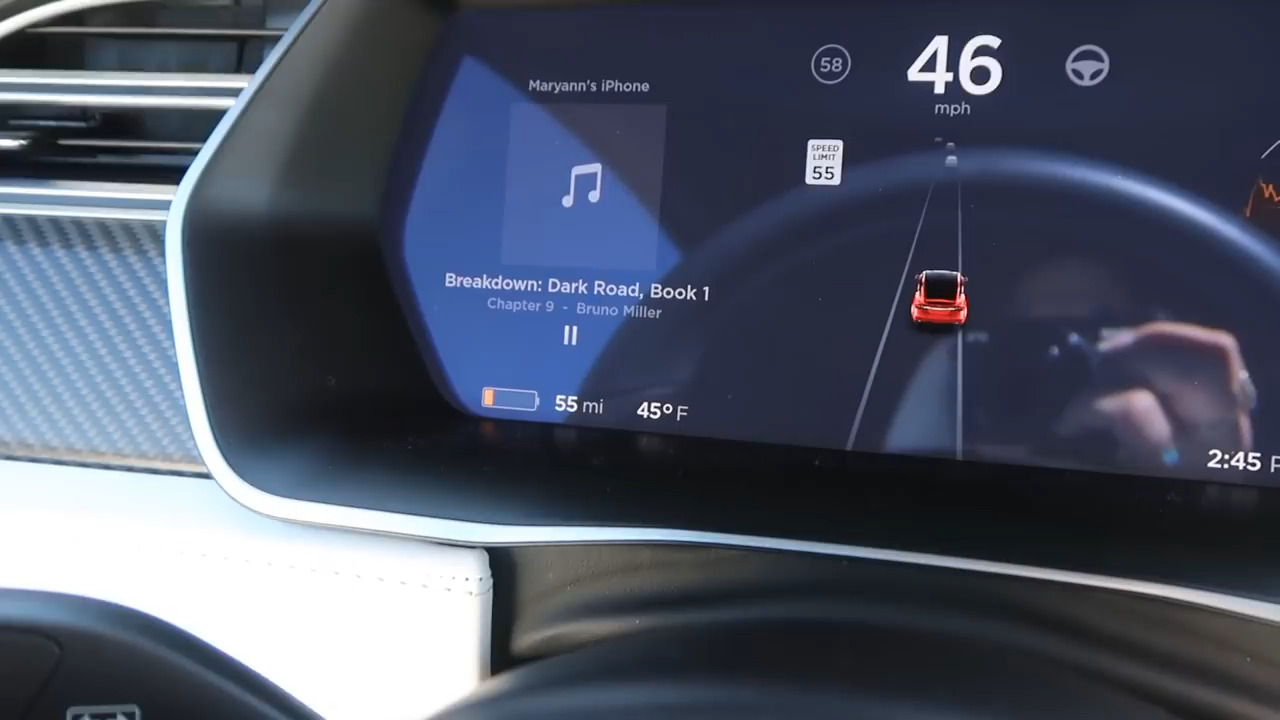 Maryann's iPhone
Breakdown: Dark Road, Book 1
Chapter 9 - Bruno Miller
55 mi
45° F
58
46
mph
SPEED
LIMIT
55
2:45